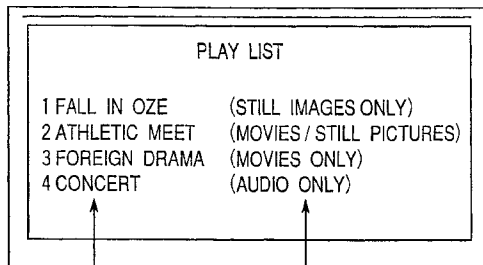 PLAY LIST
1 FALL IN OZE (STILL IMAGES ONLY)
2 ATHLETIC MEET (MOVIES / STILL PICTURES)
3 FOREIGN DRAMA (MOVIES ONLY)
4 CONCERT (AUDIO ONLY)